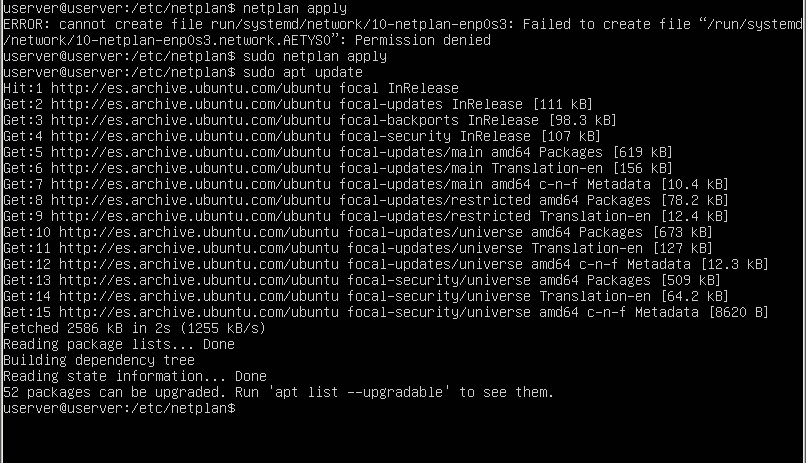 userver@userver:/etc/netplan$ netplan apply
ERROR: cannot create file run/systemd/network/10-netplan-enp0s3: Failed to create file “/run/systemd
/network/10-netplan-enp0s3.network.AETYS0”: Permission denied
userver@userver:/etc/netplan$ sudo netplan apply
userver@userver:/etc/netplan$ sudo apt update
Hit:1 http://es.archive.ubuntu.com/ubuntu focal InRelease
Get:2 http://es.archive.ubuntu.com/ubuntu focal-updates InRelease [111 kB]
Get:3 http://es.archive.ubuntu.com/ubuntu focal-backports InRelease [98.3 kB]
Get:4 http://es.archive.ubuntu.com/ubuntu focal-security InRelease [107 kB]
Get:5 http://es.archive.ubuntu.com/ubuntu focal-updates/main amd64 Packages [619 kB]
Get:6 http://es.archive.ubuntu.com/ubuntu focal-updates/main Translation-en [156 kB]
Get:7 http://es.archive.ubuntu.com/ubuntu focal-updates/main amd64 c-n-f Metadata [10.4 kB]
Get:8 http://es.archive.ubuntu.com/ubuntu focal-updates/restricted amd64 Packages [78.2 kB]
Get:9 http://es.archive.ubuntu.com/ubuntu focal-updates/restricted Translation-en [12.4 kB]
Get:10 http://es.archive.ubuntu.com/ubuntu focal-updates/universe amd64 Packages [673 kB]
Get:11 http://es.archive.ubuntu.com/ubuntu focal-updates/universe Translation-en [127 kB]
Get:12 http://es.archive.ubuntu.com/ubuntu focal-updates/universe amd64 c-n-f Metadata [12.3 kB]
Get:13 http://es.archive.ubuntu.com/ubuntu focal-security/universe amd64 Packages [509 kB]
Get:14 http://es.archive.ubuntu.com/ubuntu focal-security/universe Translation-en [64.2 kB]
Get:15 http://es.archive.ubuntu.com/ubuntu focal-security/universe amd64 c-n-f Metadata [8620 B]
Fetched 2586 kB in 2s (1255 kB/s)
Reading package lists... Done
Building dependency tree
Reading state information... Done
52 packages can be upgraded. Run 'apt list --upgradable' to see them.
userver@userver:/etc/netplan$